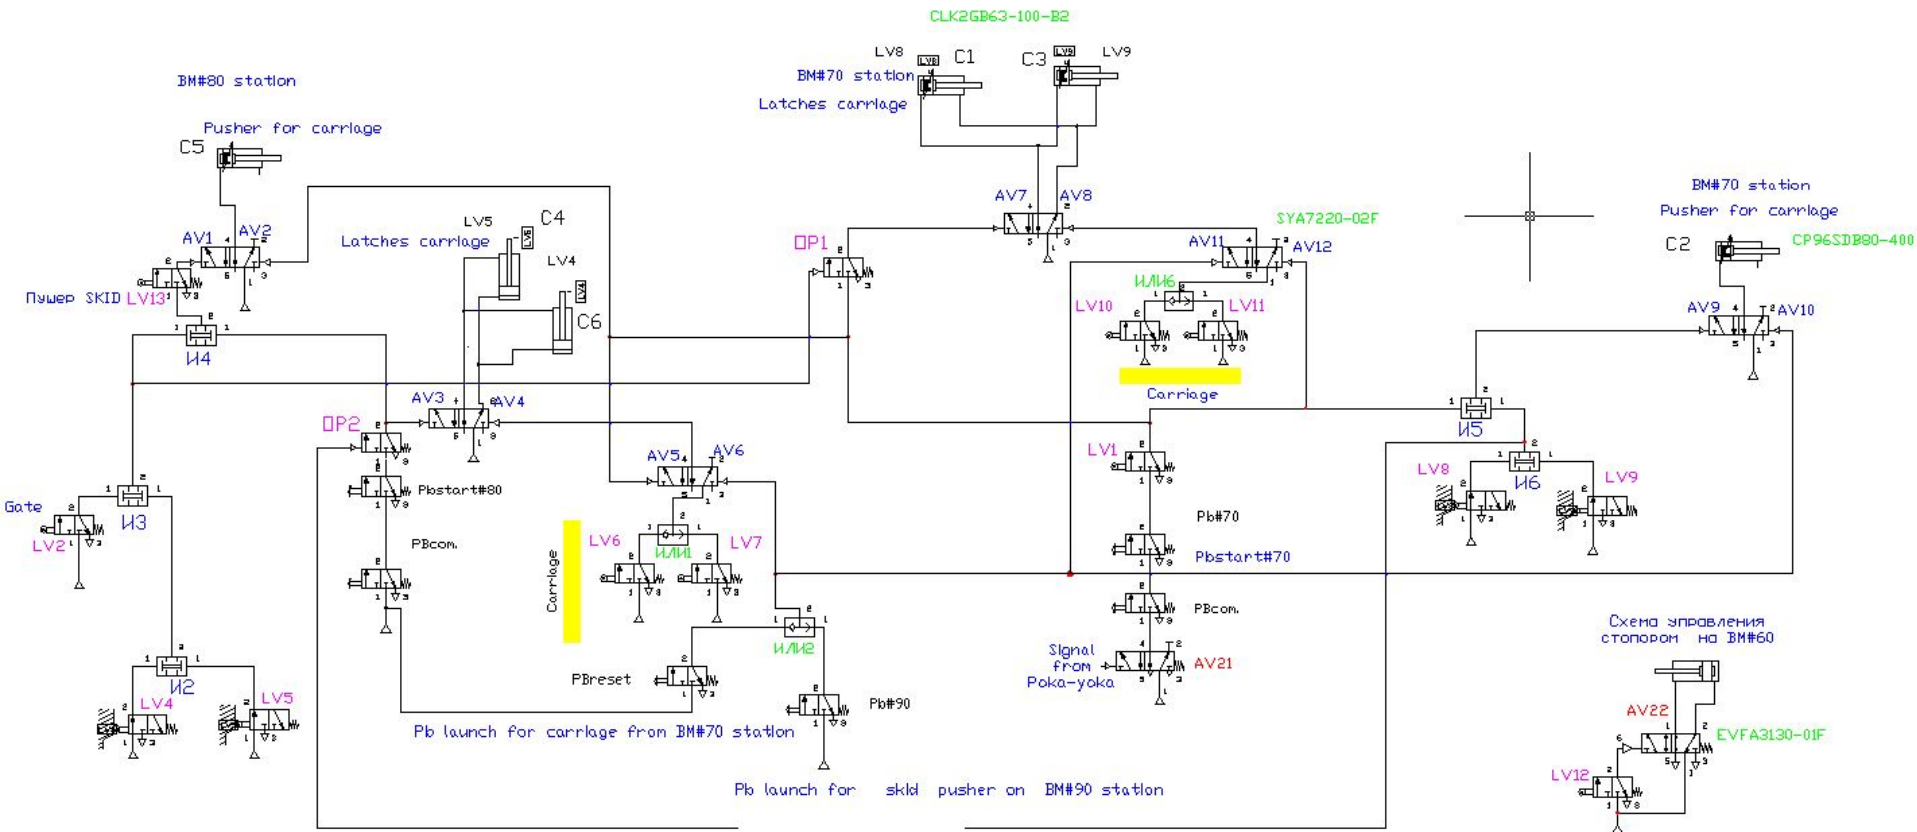 CLK2GB63-100-B2
LV8
LV8
C1
C3
LV9
LV9
BM#70 station
Latches carriage
BM#80 station
Pusher for carriage
C5
AV1
AV2
Пушер SKID
LV13
И4
LV5
LV5
C4
Latches carriage
LV4
LV4
C6
AV7
AV8
ОР1
SYA7220-02F
AV11
AV12
ИЛИ6
LV10
LV11
Carriage
BM#70 station
Pusher for carriage
C2
CP96SDB80-400
AV9
AV10
AV3
AV4
ОР2
Pbstart#80
PBcom.
AV5
AV6
Carriage
LV6
ИЛИ1
LV7
ИЛИ2
PBreset
Pb#90
Gate
LV2
И3
И2
LV4
LV5
LV1
Pb#70
Pbstart#70
PBcom.
Signal
from
Poka-yoka
AV21
И5
LV8
И6
LV9
Схема управления
стопором на BM#60
AV22
EVFA3130-01F
LV12
Pb launch for carriage from BM#70 station
Pb launch for skid pusher on BM#90 station